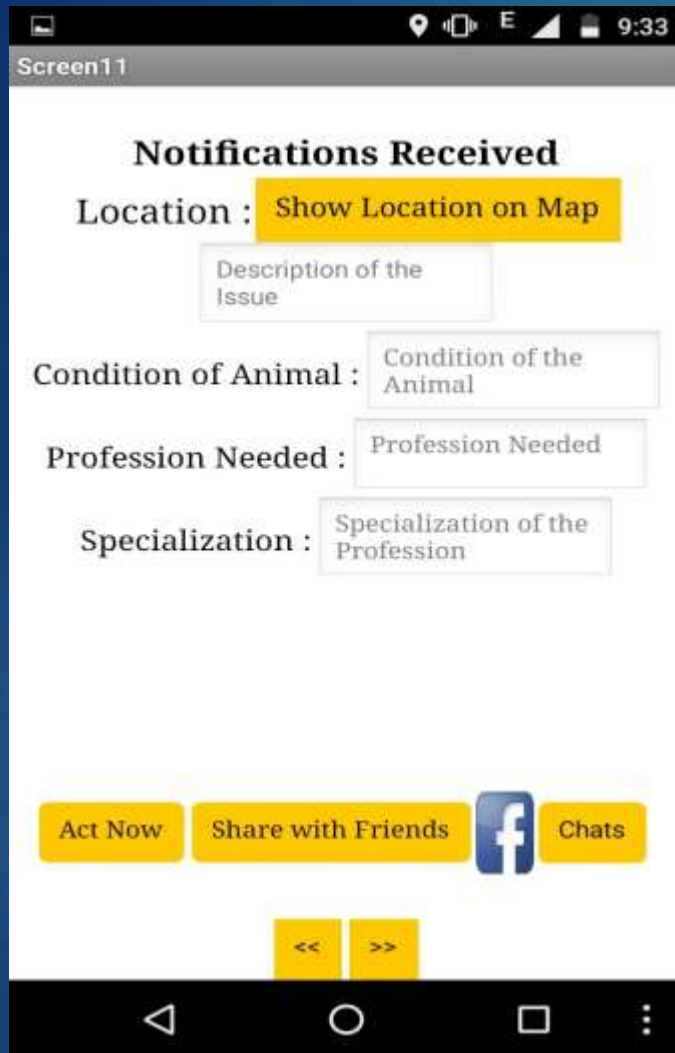 E 9:33
Screen11
Notifications Received
Location : Show Location on Map
Description of the
Issue
Condition of Animal : Condition of the
Animal
Profession Needed : Profession Needed
Specialization : Specialization of the
Profession
Act Now Share with Friends f Chats
<< >>